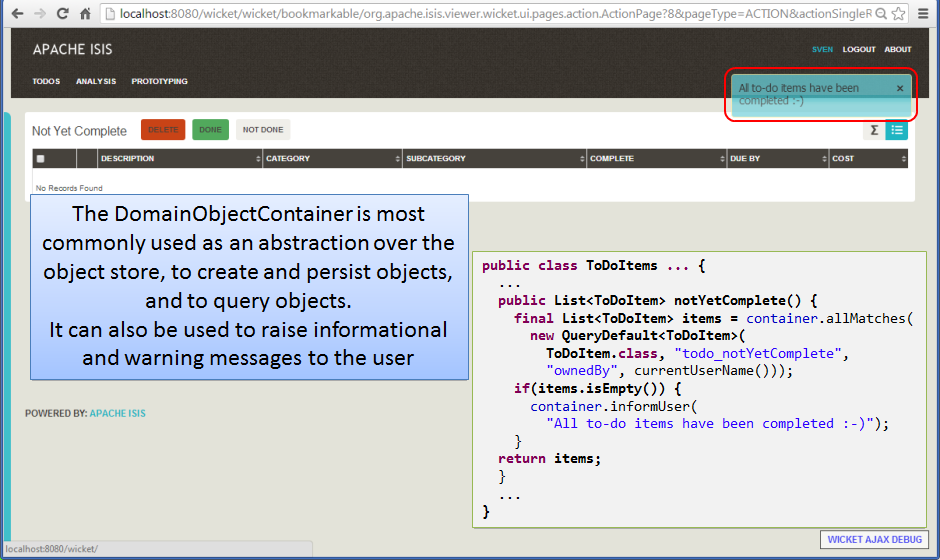 localhost:8080/wicket/wicket/bookmarkable/org.apache.isis.viewer.wicket.ui.pages.action.ActionPage?8&pageType=ACTION&actionSingleR
APACHE ISIS
SVEN LOGOUT ABOUT
TODOS ANALYSIS PROTOTYPING
All to-do items have been ×
completed :-)
Not Yet Complete DELETE DONE NOT DONE Σ
DESCRIPTION CATEGORY SUBCATEGORY COMPLETE DUE BY COST
No Records Found
The DomainObjectContainer is most
commonly used as an abstraction over the
object store, to create and persist objects,
and to query objects.
It can also be used to raise informational
and warning messages to the user
public class ToDoItems ... {
...
public List<ToDoItem> notYetComplete() {
final List<ToDoItem> items = container.allMatches(
new QueryDefault<ToDoItem>(
ToDoItem.class, "todo_notYetComplete",
"ownedBy", currentUserName()));
if(items.isEmpty()) {
container.informUser(
"All to-do items have been completed :-)");
}
return items;
}
...
}
POWERED BY: APACHE ISIS
WICKET AJAX DEBUG
localhost:8080/wicket/